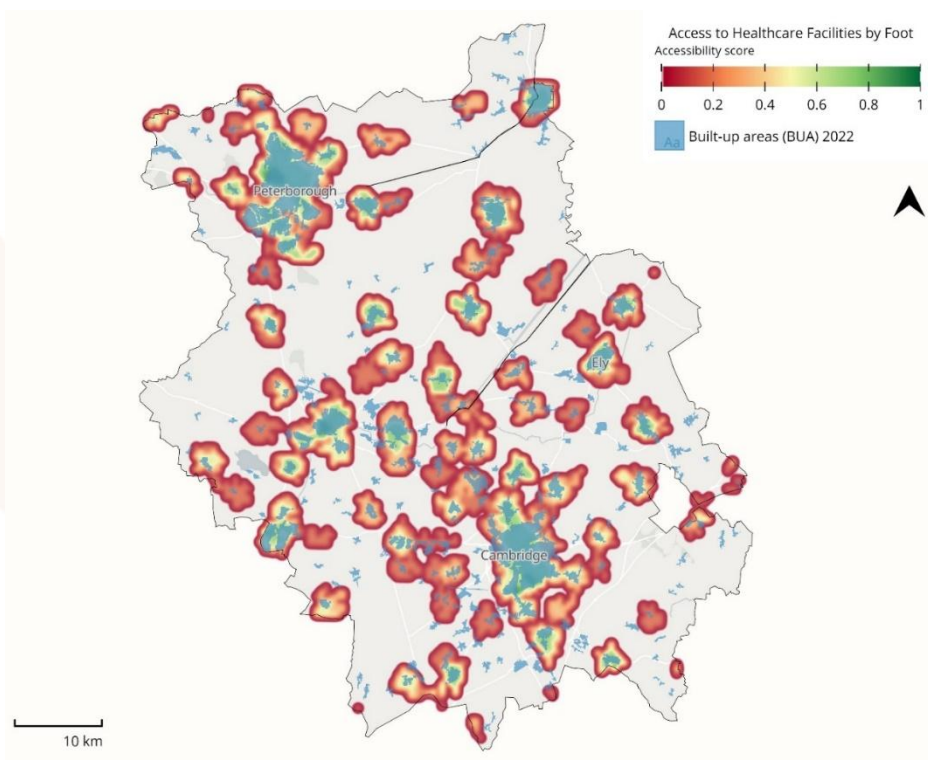 Access to Healthcare Facilities by Foot
Accessibility score
0 0.2 0.4 0.6 0.8 1
Aa Built-up areas (BUA) 2022
Peterborough
Ely
Cambridge
10 km